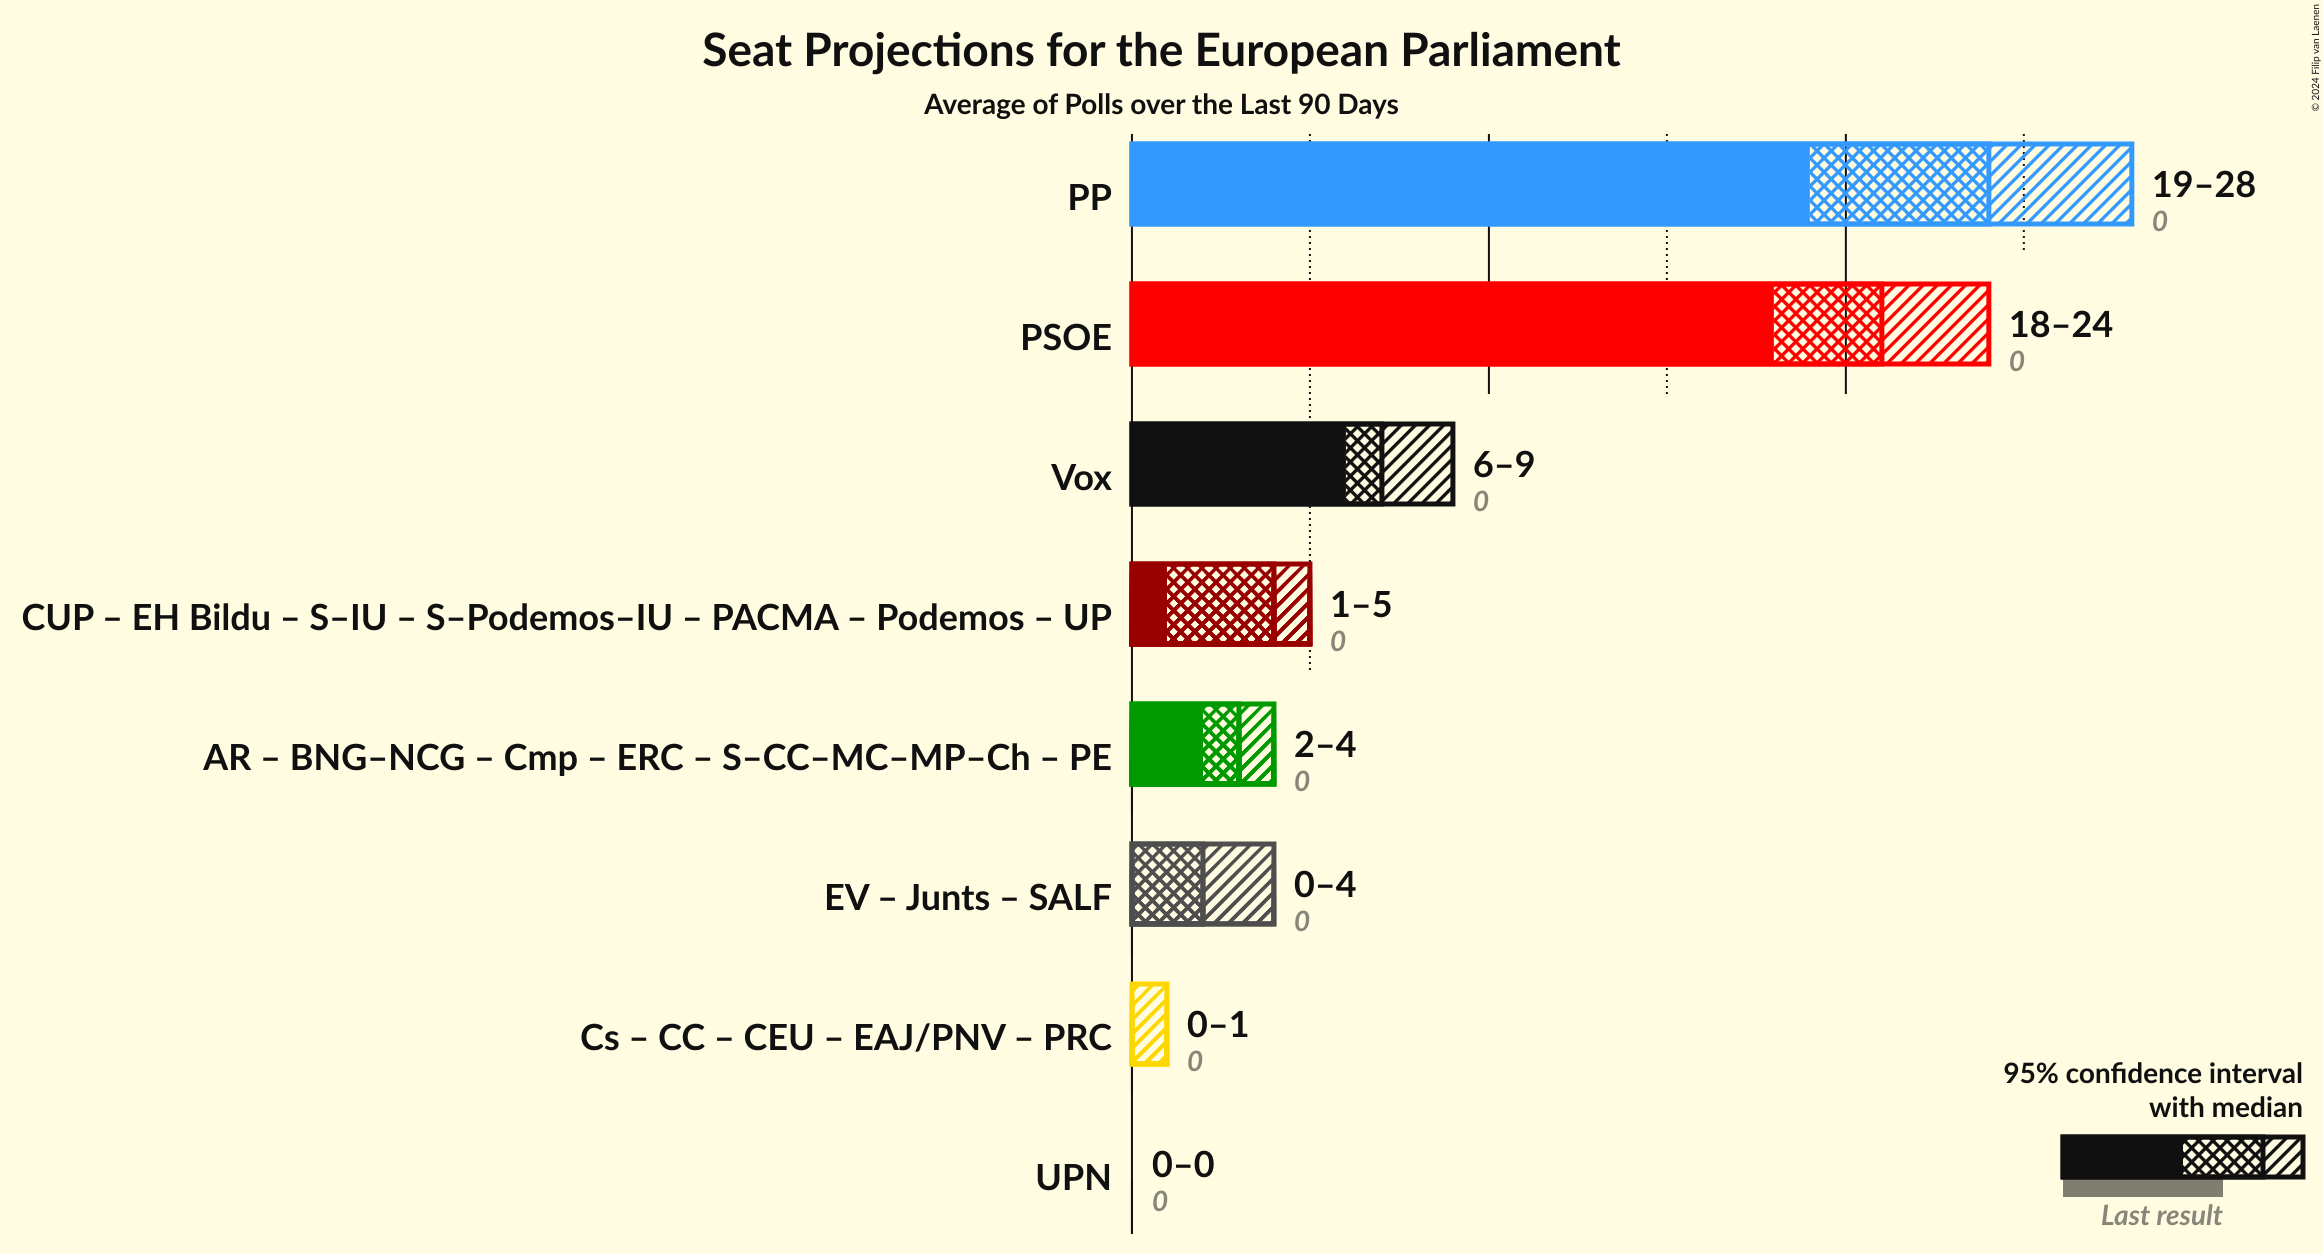 Seat Projections for the European Parliament
Average of Polls over the Last 90 Days
© 2024 Filip van Laenen
PP
19–28
0
PSOE
18–24
0
Vox
6–9
0
CUP – EH Bildu – S–IU – S–Podemos–IU – PACMA – Podemos – UP
1–5
0
AR – BNG–NCG – Cmp – ERC – S–CC–MC–MP–Ch – PE
2–4
0
EV – Junts – SALF
0–4
0
Cs – CC – CEU – EAJ/PNV – PRC
0–1
0
UPN
0–0
0
95% confidence interval
with median
Last result